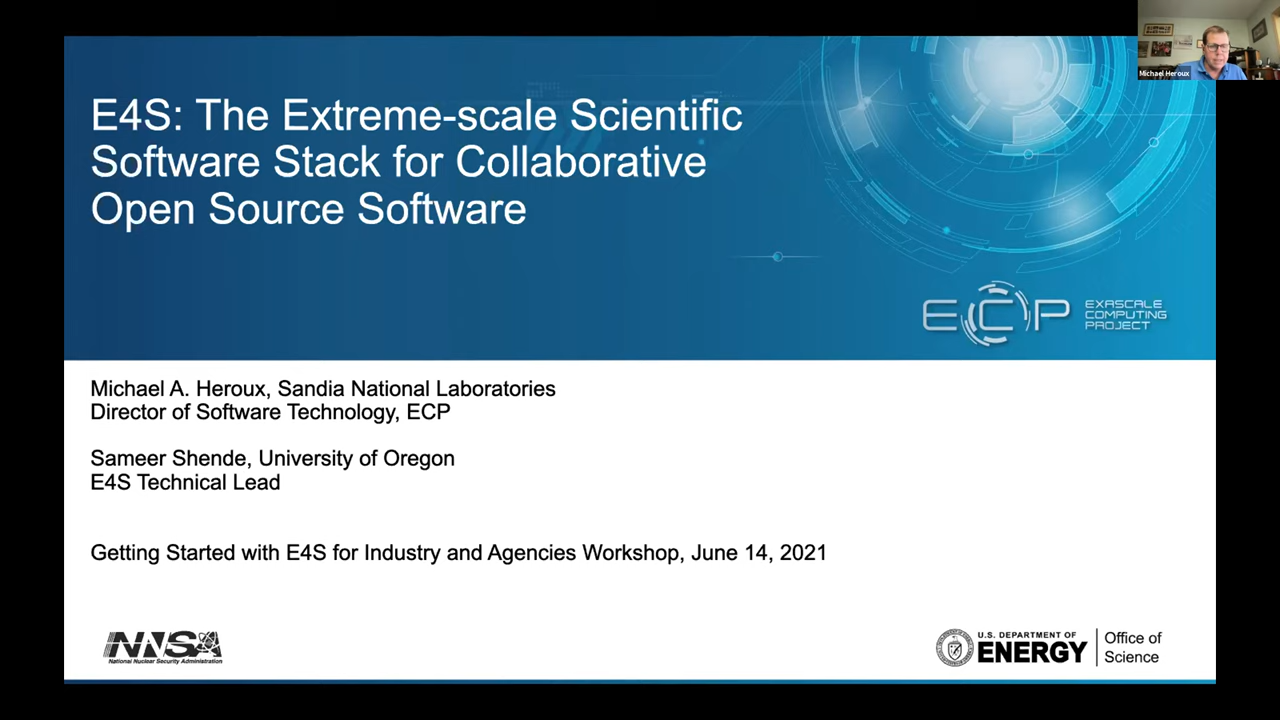 Michael Heroux
E4S: The Extreme-scale Scientific
Software Stack for Collaborative
Open Source Software
ECP
EXASCALE
COMPUTING
PROJECT
Michael A. Heroux, Sandia National Laboratories
Director of Software Technology, ECP
Sameer Shende, University of Oregon
E4S Technical Lead
Getting Started with E4S for Industry and Agencies Workshop, June 14, 2021
NNSA
National Nuclear Security Administration
U.S. DEPARTMENT OF
ENERGY
Office of
Science